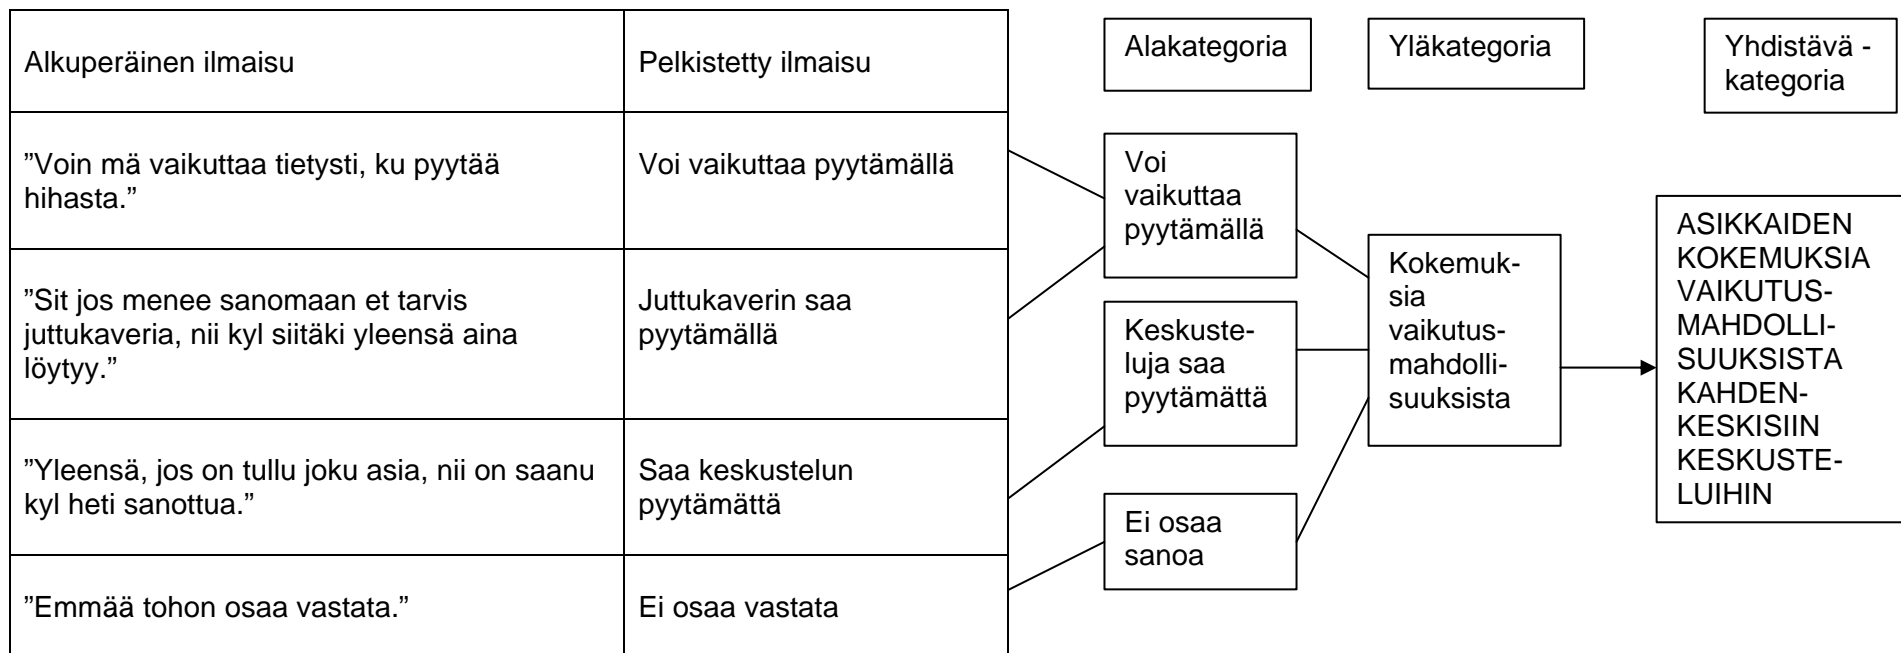 Alkuperäinen ilmaisu
Pelkistetty ilmaisu
Alakategoria
Yläkategoria
Yhdistävä -
kategoria
”Voin mä vaikuttaa tietysti, ku pyytää
hihasta.”
Voi vaikuttaa pyytämällä
”Sit jos menee sanomaan et tarvis
juttukaveria, nii kyl siitäki yleensä aina
löytyy.”
Juttukaverin saa
pyytämällä
”Yleensä, jos on tullu joku asia, nii on saanu
kyl heti sanottua.”
Saa keskustelun
pyytämättä
”Emmää tohon osaa vastata.”
Ei osaa vastata
Voi
vaikuttaa
pyytämällä
Keskuste-
luja saa
pyytämättä
Ei osaa
sanoa
Kokemuk-
sia
vaikutus-
mahdolli-
suuksista
ASIKKAIDEN
KOKEMUKSIA
VAIKUTUS-
MAHDOLLI-
SUUKSISTA
KAHDEN-
KESKISIIN
KESKUSTE-
LUIHIN